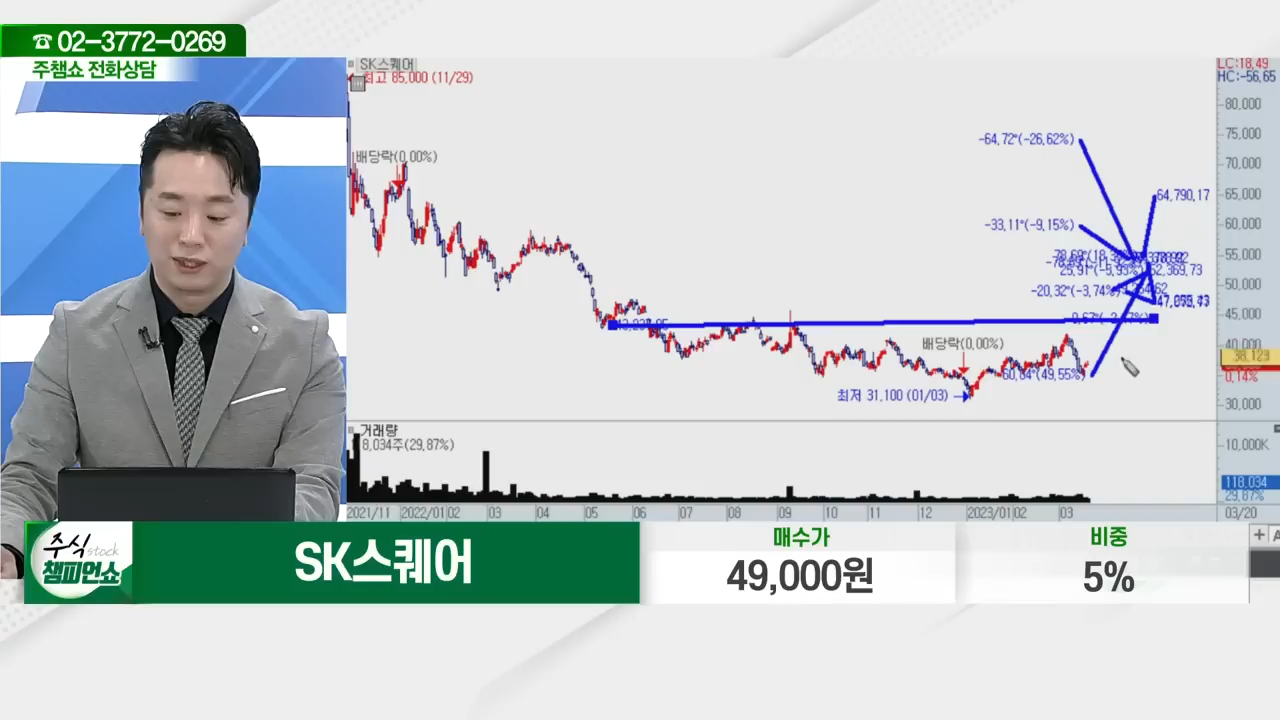 ☎ 02-3772-0269
주챔쇼 전화상담
SK스퀘어
최고 85,000 (11/29)
LC:18.49
HC:-56.65
배당락(0.00%)
80,000
75,000
70,000
65,000
60,000
55,000
50,000
45,000
40,000
38,123
0.14%
30,000
-64.72°(-26.62%)
64,790.17
-33.11°(-9.15%)
25.91°(-5.93%)
52,369.73
-20.32°(-3.74%)
배당락(0.00%)
60.64°(49.55%)
최저 31,100 (01/03)
거래량
8,034주(29.87%)
10,000K
118,034
29.87%
2021/11 2022/01 02 03 04 05 06 07 08 09 10 11 12 2023/01 02 03 03/20
주식 stock
챔피언쇼
SK스퀘어
매수가
49,000원
비중
5%